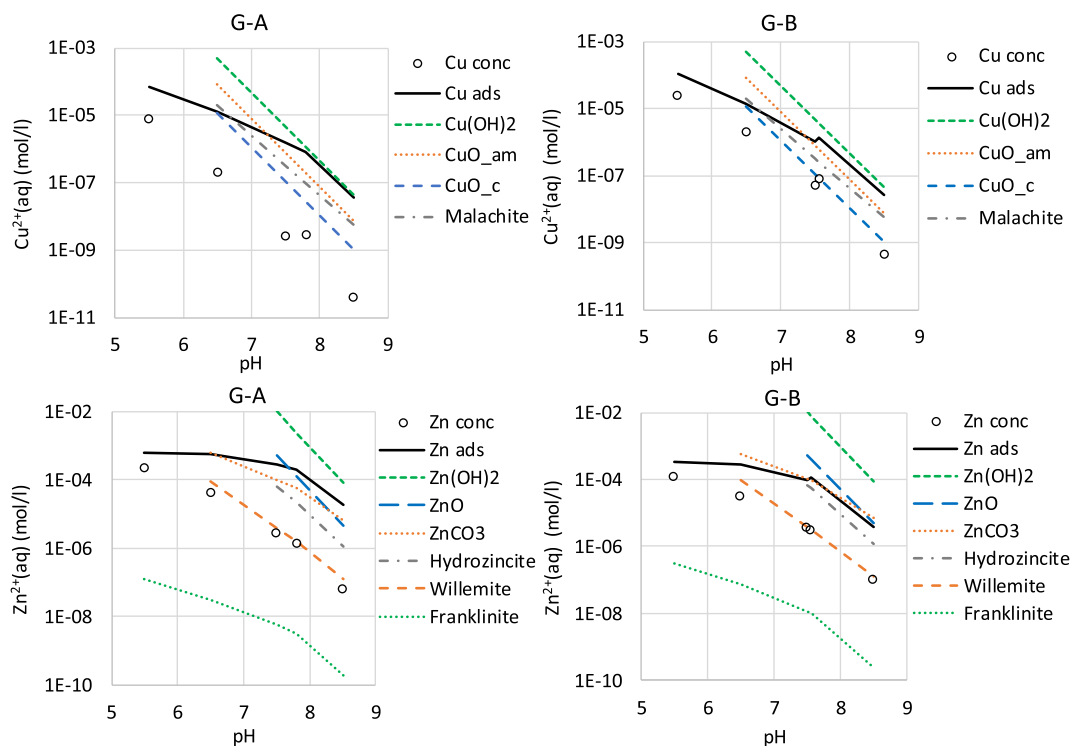 G-A
1E-03
1E-05
1E-07
1E-09
1E-11
Cu²⁺(aq) (mol/l)
5 6 7 8 9
pH
Cu conc
Cu ads
Cu(OH)2
CuO_am
CuO_c
Malachite
G-B
1E-03
1E-05
1E-07
1E-09
1E-11
Cu²⁺(aq) (mol/l)
5 6 7 8 9
pH
Cu conc
Cu ads
Cu(OH)2
CuO_am
CuO_c
Malachite
G-A
1E-02
1E-04
1E-06
1E-08
1E-10
Zn²⁺(aq) (mol/l)
5 6 7 8 9
pH
Zn conc
Zn ads
Zn(OH)2
ZnO
ZnCO3
Hydrozincite
Willemite
Franklinite
G-B
1E-02
1E-04
1E-06
1E-08
1E-10
Zn²⁺(aq) (mol/l)
5 6 7 8 9
pH
Zn conc
Zn ads
Zn(OH)2
ZnO
ZnCO3
Hydrozincite
Willemite
Franklinite